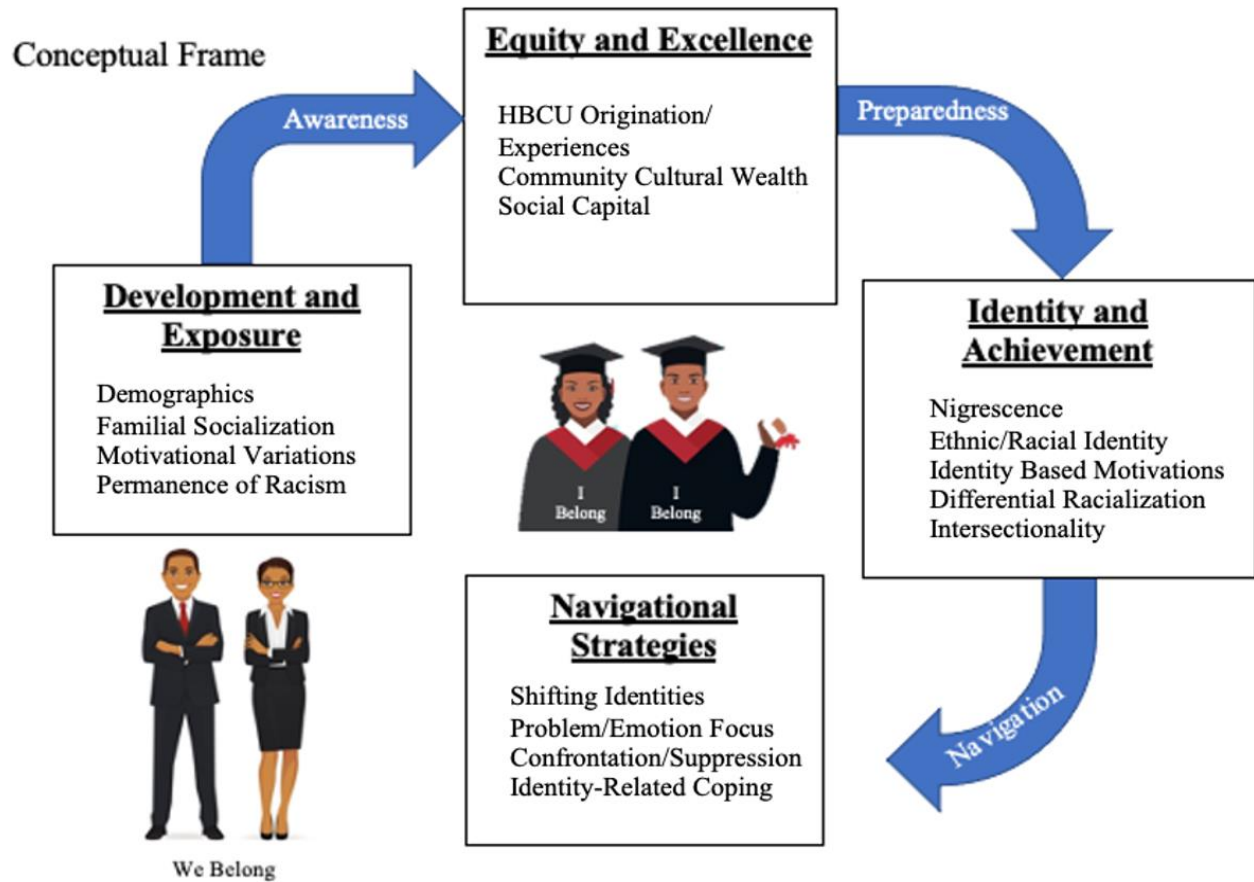 Conceptual Frame
Awareness
Equity and Excellence
HBCU Origination/
Experiences
Community Cultural Wealth
Social Capital
Preparedness
Development and
Exposure
Demographics
Familial Socialization
Motivational Variations
Permanence of Racism
I
Belong
I
Belong
Identity and
Achievement
Nigrescence
Ethnic/Racial Identity
Identity Based Motivations
Differential Racialization
Intersectionality
Navigation
Navigational
Strategies
Shifting Identities
Problem/Emotion Focus
Confrontation/Suppression
Identity-Related Coping
We Belong